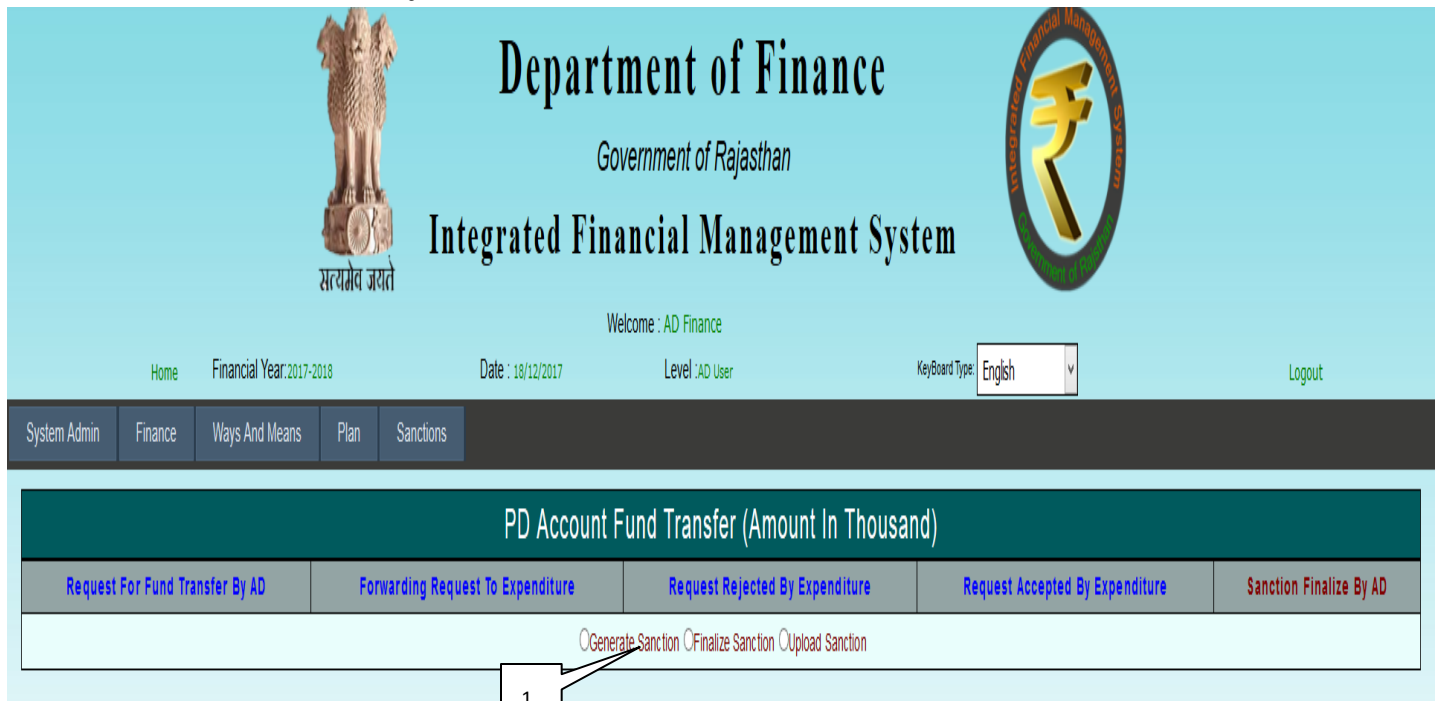 Department of Finance
Government of Rajasthan
Integrated Financial Management System
सत्यमेव जयते
Integrated Financial Management System
Government of Rajasthan
Welcome : AD Finance
Home Financial Year:2017-2018 Date : 18/12/2017 Level :AD User KeyBoard Type: English Logout
System Admin Finance Ways And Means Plan Sanctions
PD Account Fund Transfer (Amount In Thousand)
Request For Fund Transfer By AD Forwarding Request To Expenditure Request Rejected By Expenditure Request Accepted By Expenditure Sanction Finalize By AD
Generate Sanction Finalize Sanction Upload Sanction
1